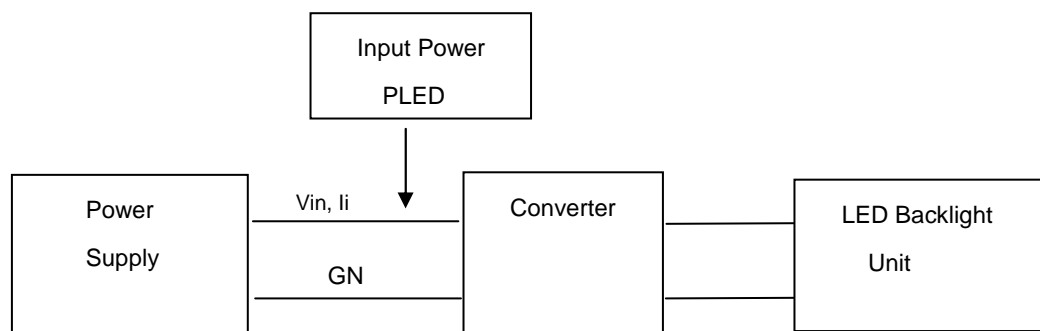 Input Power
PLED
Power
Supply
Vin, Ii
GN
Converter
LED Backlight
Unit